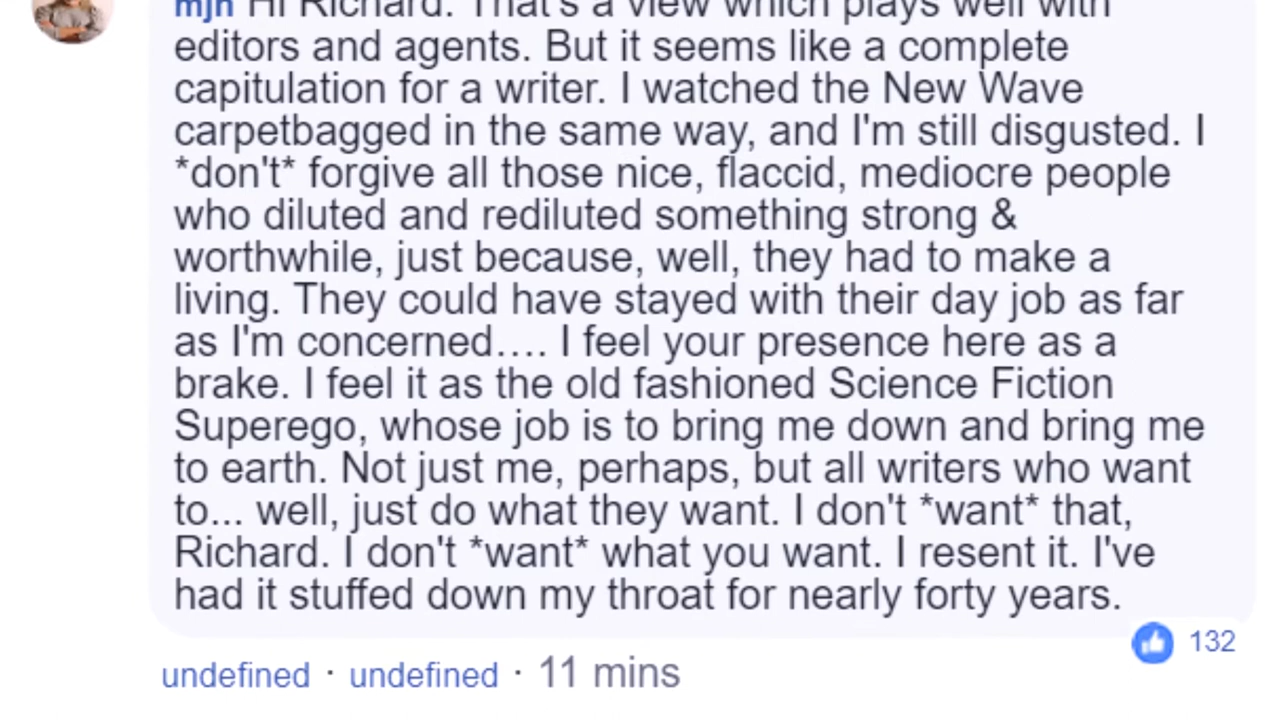 mjh Hi Richard. That's a view which plays well with
editors and agents. But it seems like a complete
capitulation for a writer. I watched the New Wave
carpetbagged in the same way, and I'm still disgusted. I
*don't* forgive all those nice, flaccid, mediocre people
who diluted and rediluted something strong &
worthwhile, just because, well, they had to make a
living. They could have stayed with their day job as far
as I'm concerned…. I feel your presence here as a
brake. I feel it as the old fashioned Science Fiction
Superego, whose job is to bring me down and bring me
to earth. Not just me, perhaps, but all writers who want
to... well, just do what they want. I don't *want* that,
Richard. I don't *want* what you want. I resent it. I've
had it stuffed down my throat for nearly forty years.
132
undefined · undefined · 11 mins